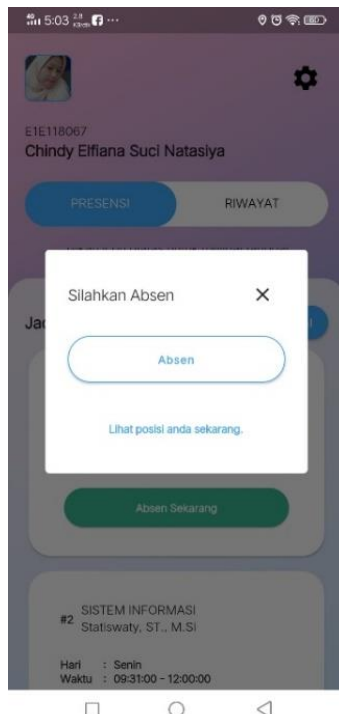 5:03
E1E118067
Chindy Elfiana Suci Natasiya
PRESENSI
RIWAYAT
Silahkan Absen
Absen
Lihat posisi anda sekarang.
Absen Sekarang
#2 SISTEM INFORMASI
Statiswaty, ST., M.Si
Hari : Senin
Waktu : 09:31:00 - 12:00:00